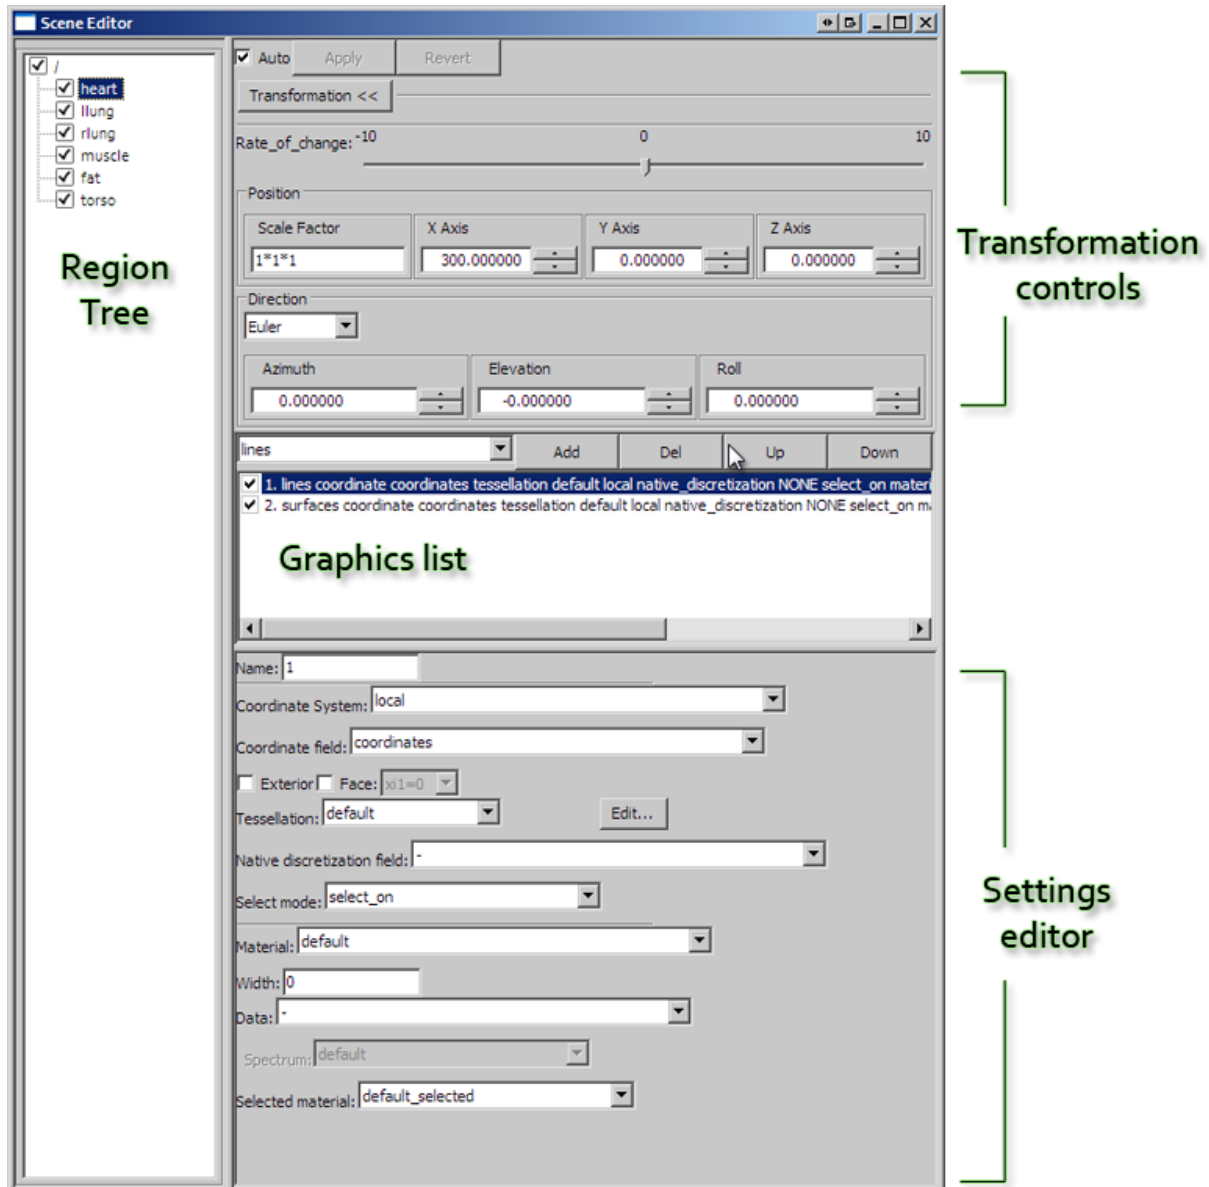 Scene Editor
/
heart
llung
rlung
muscle
fat
torso
Region
Tree
Auto Apply Revert
Transformation <<
Rate_of_change: -10 0 10
Position
Scale Factor X Axis Y Axis Z Axis
1*1*1 300.000000 0.000000 0.000000
Direction
Euler
Azimuth Elevation Roll
0.000000 -0.000000 0.000000
Transformation
controls
lines Add Del Up Down
1. lines coordinate coordinates tessellation default local native_discretization NONE select_on materi
2. surfaces coordinate coordinates tessellation default local native_discretization NONE select_on m
Graphics list
Name: 1
Coordinate System: local
Coordinate field: coordinates
Exterior Face: xi1=0
Tessellation: default Edit...
Native discretization field: -
Select mode: select_on
Material: default
Width: 0
Data: -
Spectrum: default
Selected material: default_selected
Settings
editor